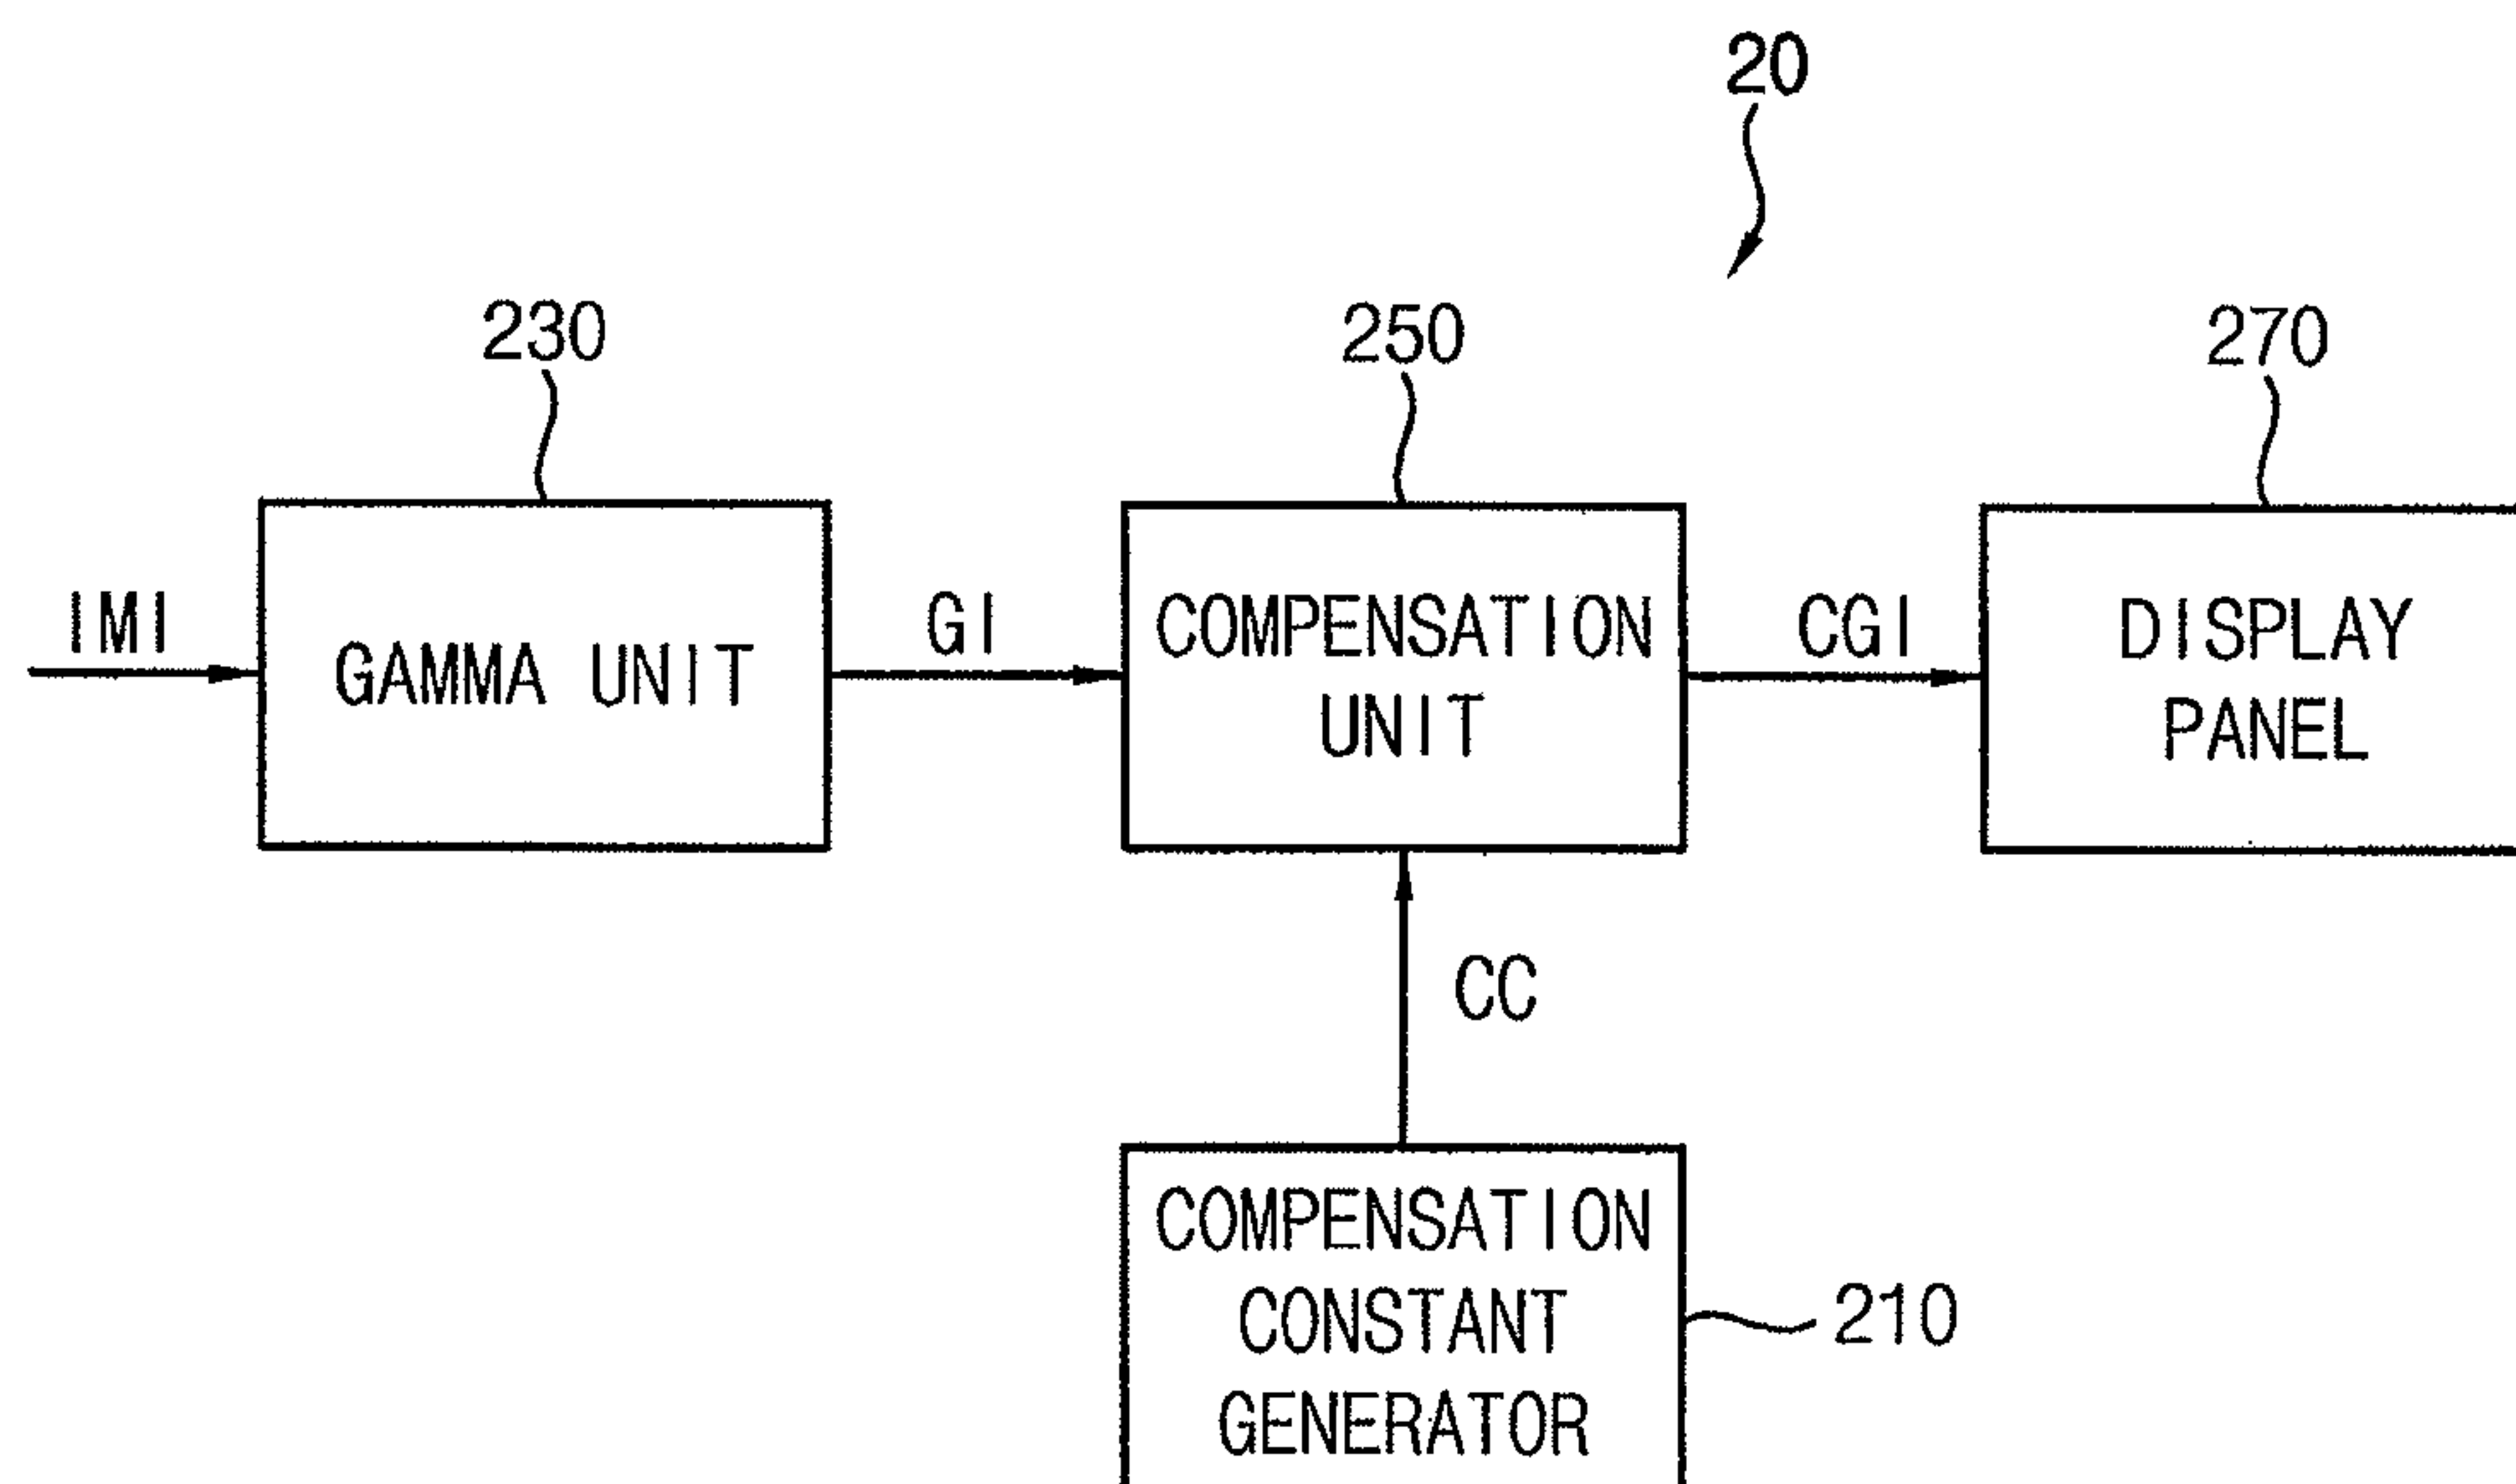 20
230
250
270
IMI
GAMMA UNIT
GI
COMPENSATION
UNIT
CGI
DISPLAY
PANEL
CC
COMPENSATION
CONSTANT
GENERATOR
210